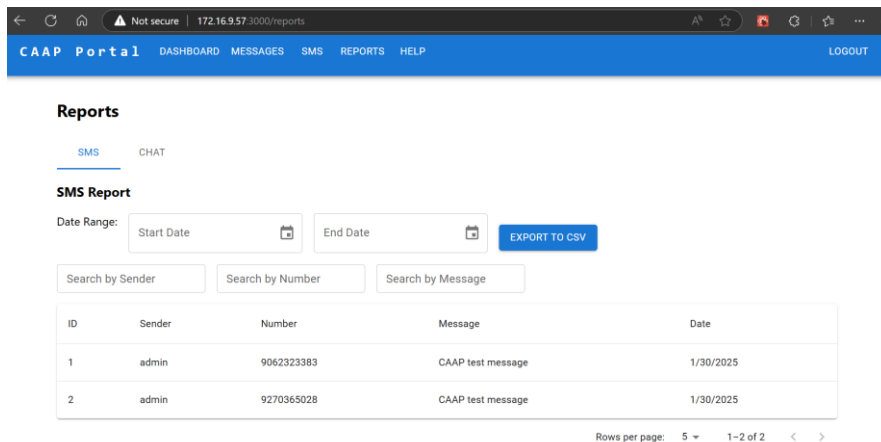 Not secure 172.16.9.57:3000/reports
CAAP Portal DASHBOARD MESSAGES SMS REPORTS HELP LOGOUT
Reports
SMS CHAT
SMS Report
Date Range: Start Date End Date EXPORT TO CSV
Search by Sender Search by Number Search by Message
ID Sender Number Message Date
1 admin 9062323383 CAAP test message 1/30/2025
2 admin 9270365028 CAAP test message 1/30/2025
Rows per page: 5 1–2 of 2